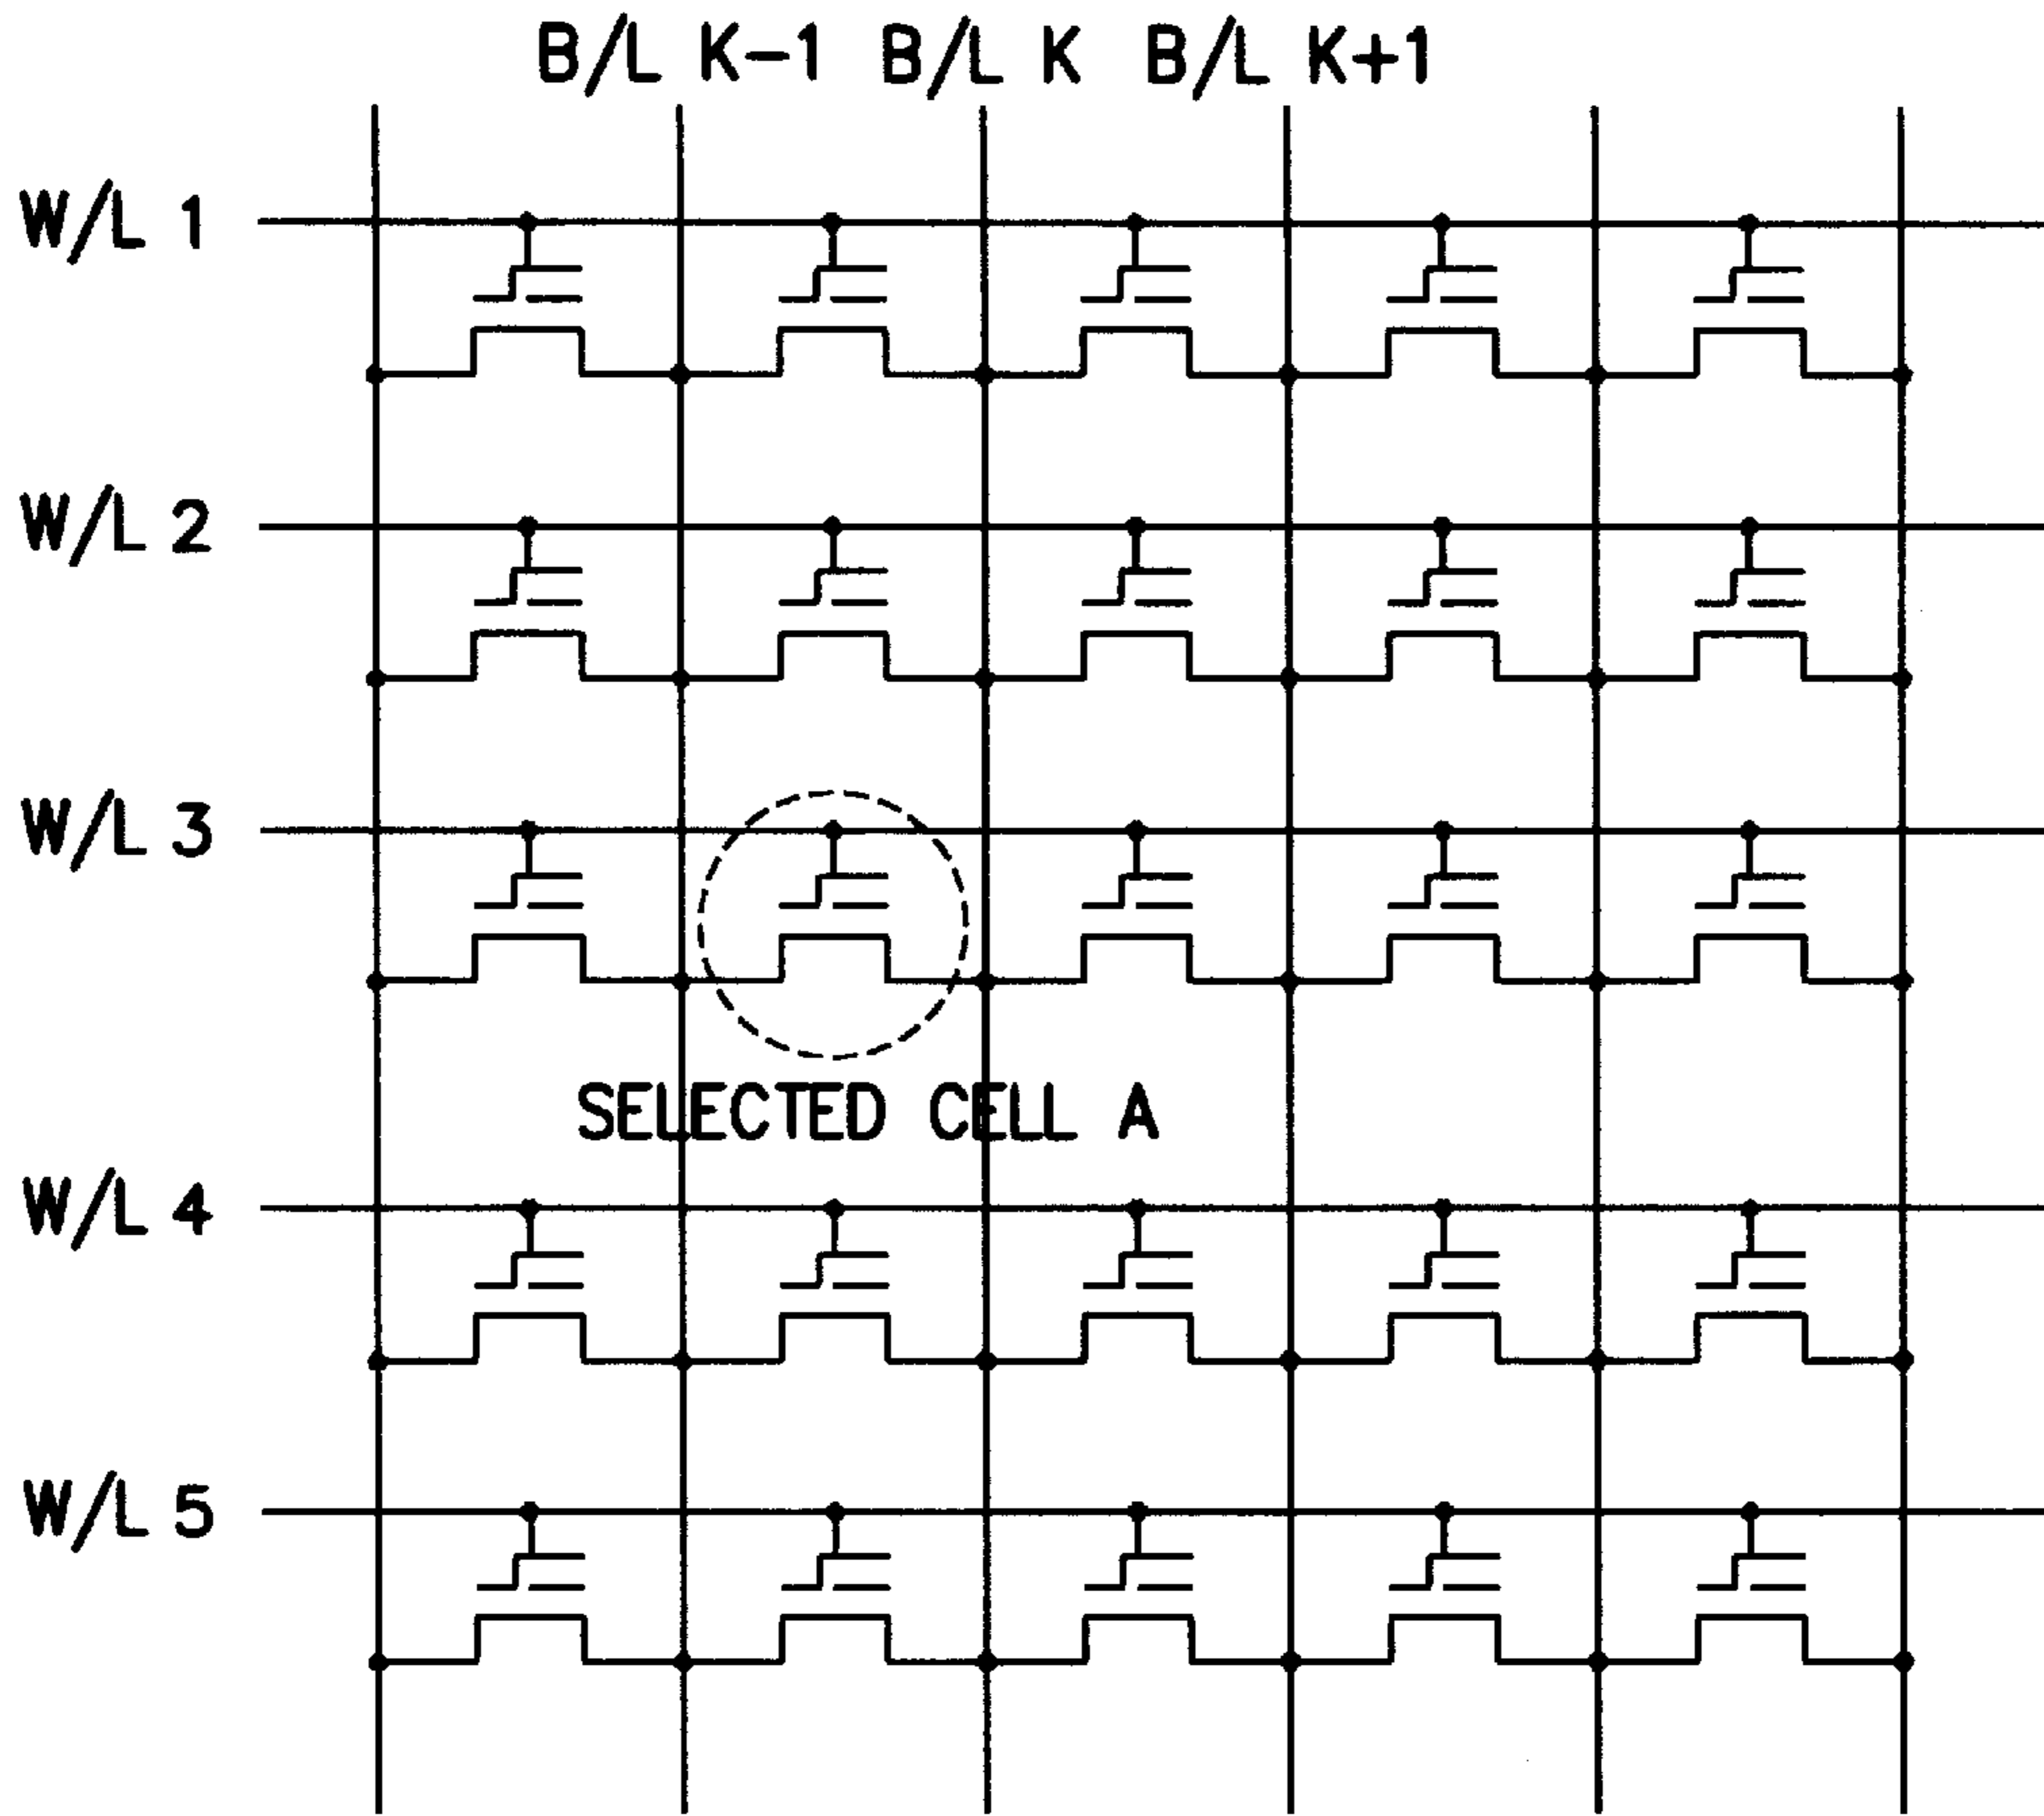 B/L K-1 B/L K B/L K+1
W/L 1
W/L 2
W/L 3
SELECTED CELL A
W/L 4
W/L 5